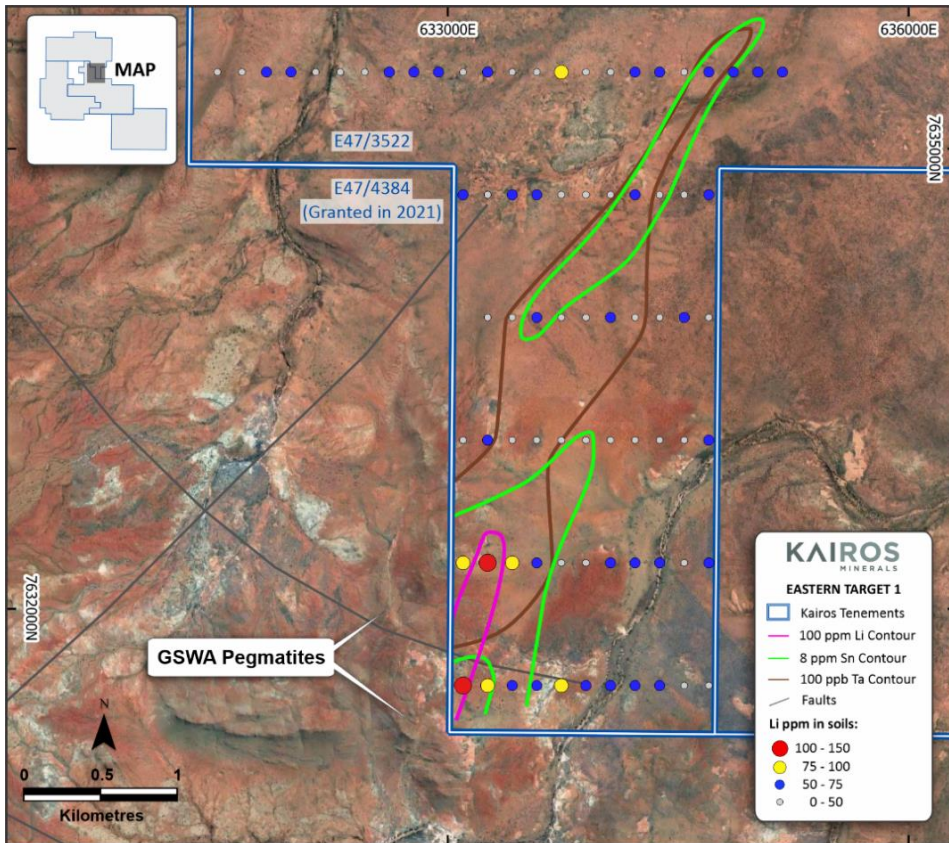 633000E
636000E
MAP
7635000N
E47/3522
E47/4384
(Granted in 2021)
7632000N
GSWA Pegmatites
N
0 0.5 1
Kilometres
KAIROS
MINERALS
EASTERN TARGET 1
Kairos Tenements
100 ppm Li Contour
8 ppm Sn Contour
100 ppb Ta Contour
Faults
Li ppm in soils:
100 - 150
75 - 100
50 - 75
0 - 50